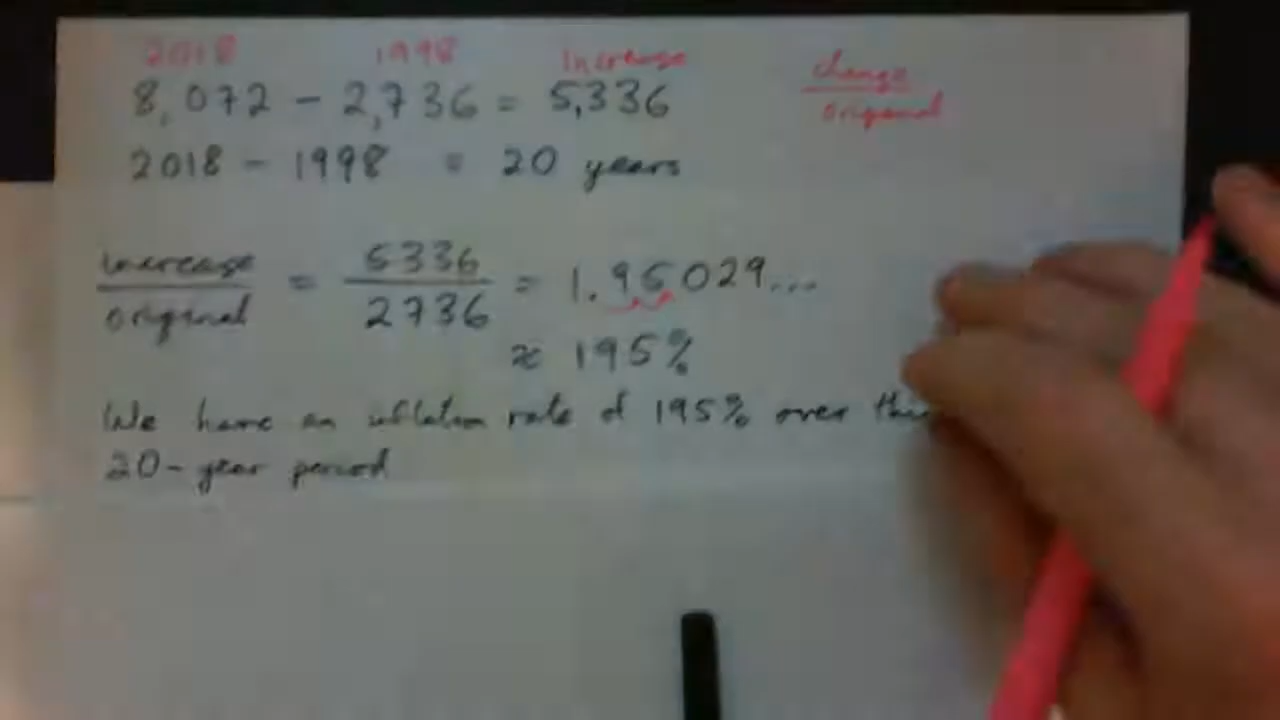 2018 1998 increase
8,072 - 2,736 = 5,336
change
original
2018 - 1998 = 20 years
increase
original
= 5336
2736
= 1.95029...
≈ 195%
We have an inflation rate of 195% over
20-year period